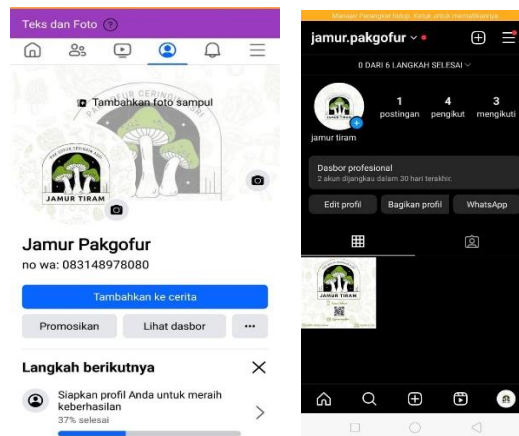 Teks dan Foto ?
Tambahkan foto sampul
JAMUR TIRAM
Jamur Pakgofur
no wa: 083148978080
Tambahkan ke cerita
Promosikan
Lihat dasbor
Langkah berikutnya
Siapkan profil Anda untuk meraih
keberhasilan
37% selesai
jamur.pakgofur
0 DARI 6 LANGKAH SELESAI
1
4
3
postingan
pengikut
mengikuti
jamur tiram
Dasbor profesional
2 akun dijangkau dalam 30 hari terakhir.
Edit profil
Bagikan profil
WhatsApp
JAMUR TIRAM